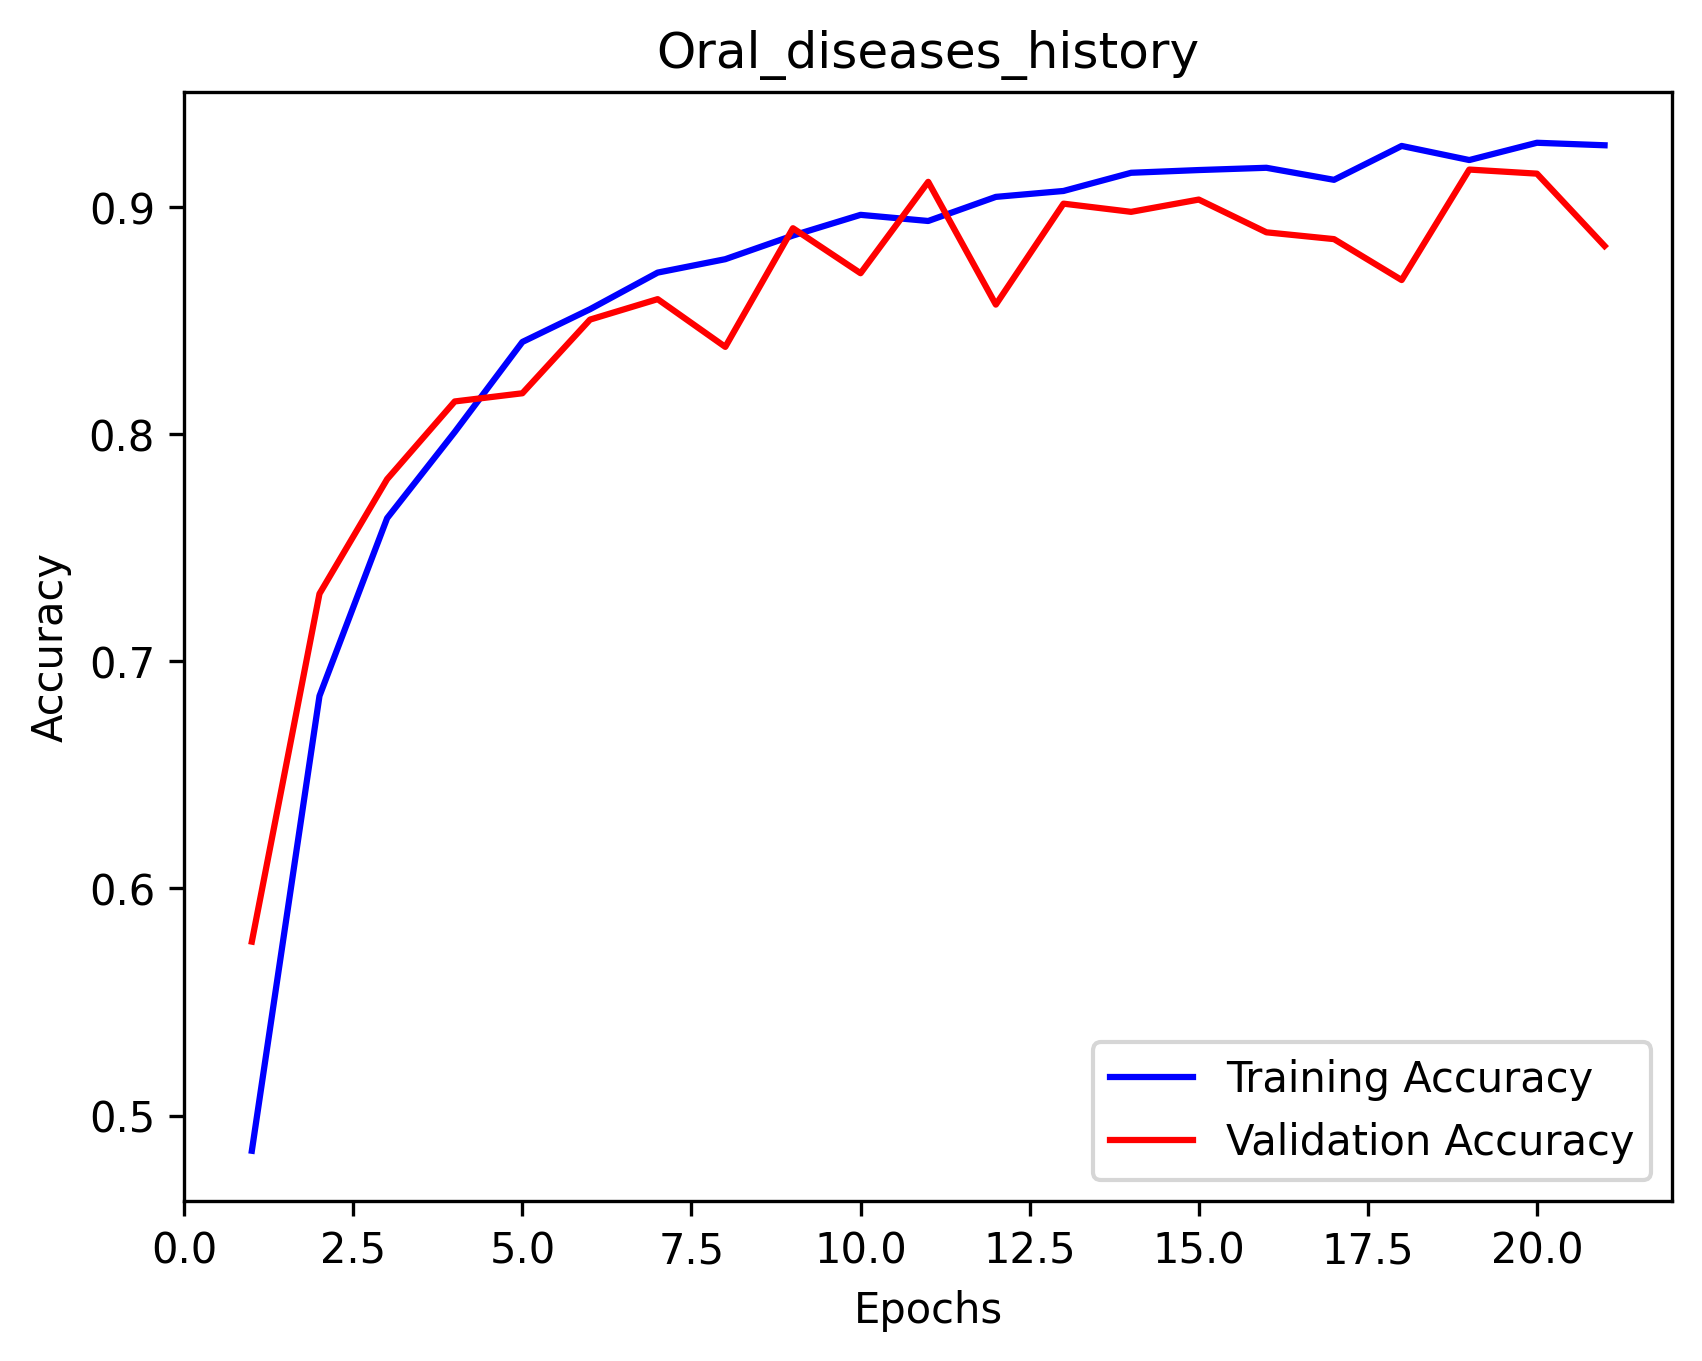 Oral_diseases_history
Accuracy
0.9
0.8
0.7
0.6
0.5
0.0 2.5 5.0 7.5 10.0 12.5 15.0 17.5 20.0
Epochs
Training Accuracy
Validation Accuracy